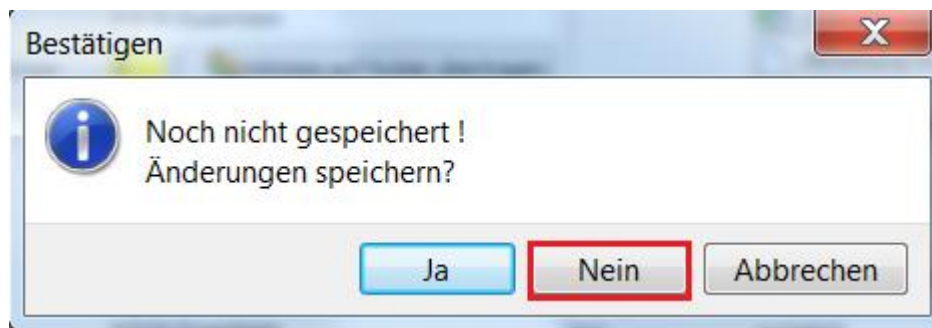 Bestätigen
Noch nicht gespeichert !
Änderungen speichern?
Ja
Nein
Abbrechen